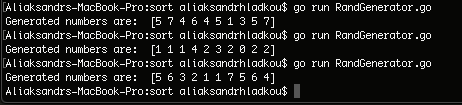 [Aliaksandrs-MacBook-Pro:sort aliaksandrhladkou$ go run RandGenerator.go
Generated numbers are:  [5 7 4 6 4 5 1 3 5 7]
[Aliaksandrs-MacBook-Pro:sort aliaksandrhladkou$ go run RandGenerator.go
Generated numbers are:  [1 1 1 4 2 3 2 0 2 2]
[Aliaksandrs-MacBook-Pro:sort aliaksandrhladkou$ go run RandGenerator.go
Generated numbers are:  [5 6 3 2 1 1 7 5 6 4]
Aliaksandrs-MacBook-Pro:sort aliaksandrhladkou$